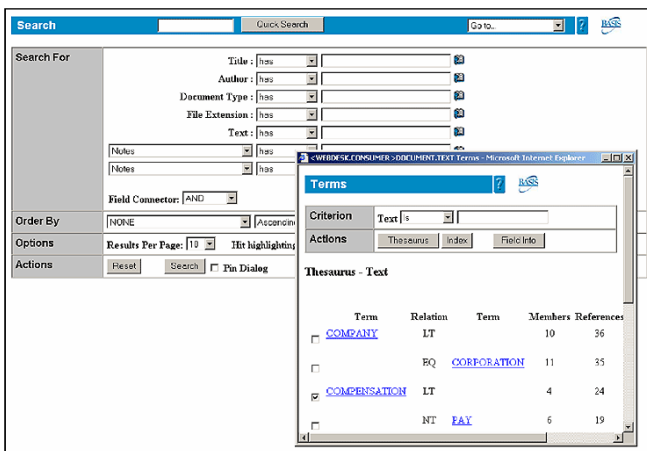 Search Quick Search Go to... ? BASIS
Search For
Title : has
Author : has
Document Type : has
File Extension : has
Text : has
Notes has
Notes has
Field Connector: AND
Order By NONE Ascending
Options Results Per Page: 10 Hit highlighting
Actions Reset Search Pin Dialog
<WEBDESK.CONSUMER >DOCUMENT.TEXT Terms - Microsoft Internet Explorer
Terms ? BASIS
Criterion Text is
Actions Thesaurus Index Field Info
Thesaurus - Text
Term Relation Term Members References
COMPANY LT 10 36
EQ CORPORATION 11 35
COMPENSATION LT 4 24
NT PAY 6 19